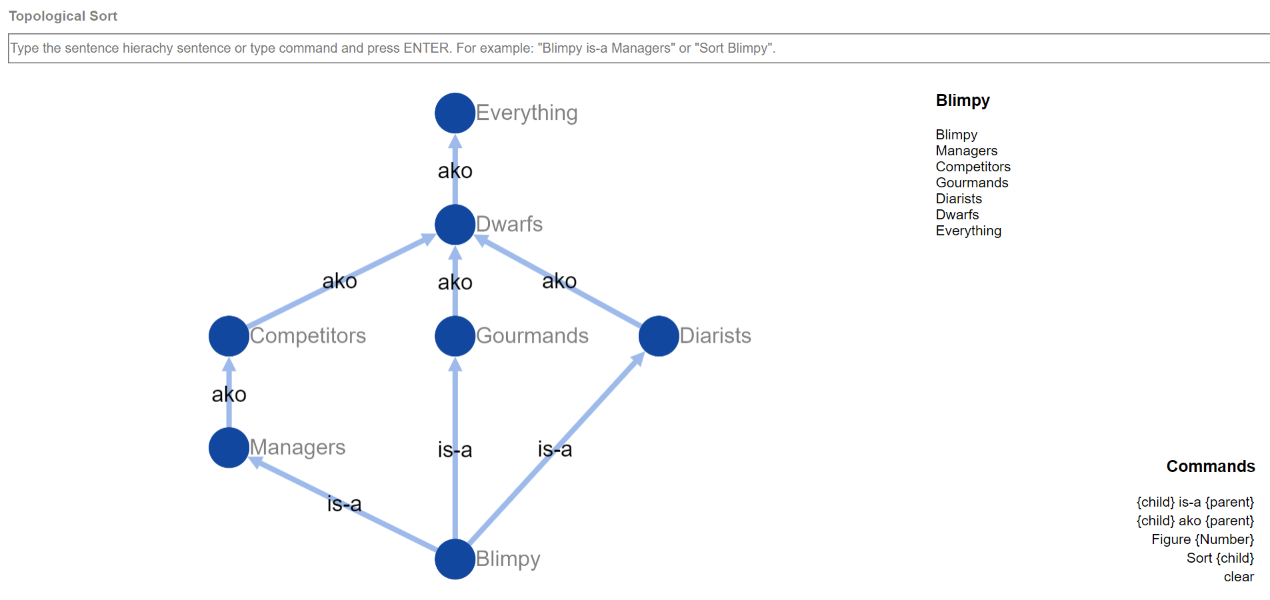 Topological Sort
Type the sentence hierachy sentence or type command and press ENTER. For example: "Blimpy is-a Managers" or "Sort Blimpy".
Everything
ako
Dwarfs
ako
ako
ako
Competitors
Gourmands
Diarists
ako
Managers
is-a
is-a
is-a
Blimpy
Blimpy
Blimpy
Managers
Competitors
Gourmands
Diarists
Dwarfs
Everything
Commands
{child} is-a {parent}
{child} ako {parent}
Figure {Number}
Sort {child}
clear